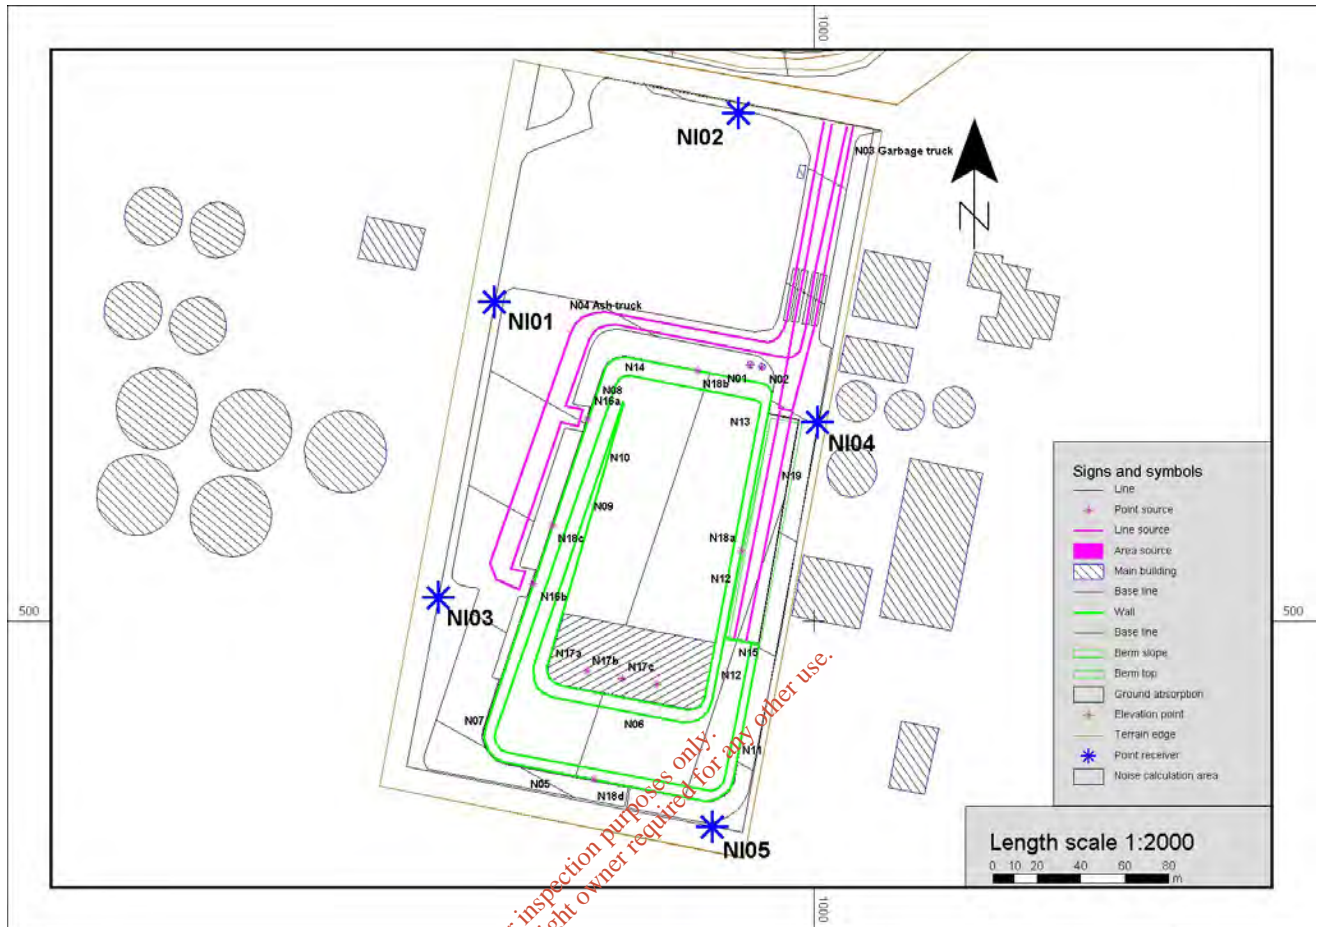 1000
NI02
N03 Garbage truck
N
N04 Ash truck
NI01
N14
N01
N02
N18b
N08
N16a
N13
NI04
N10
N19
N09
N18c
N18a
N12
N16b
500
500
NI03
N15
N17a
N17b
N17c
N12
N07
N06
N11
N05
N18d
NI05
Signs and symbols
Line
Point source
Line source
Area source
Main building
Base line
Wall
Base line
Berm slope
Berm top
Ground absorption
Elevation point
Terrain edge
Point receiver
Noise calculation area
Length scale 1:2000
0 10 20 40 60 80
m
1000
inspection purposes only.
owner required for any other use.